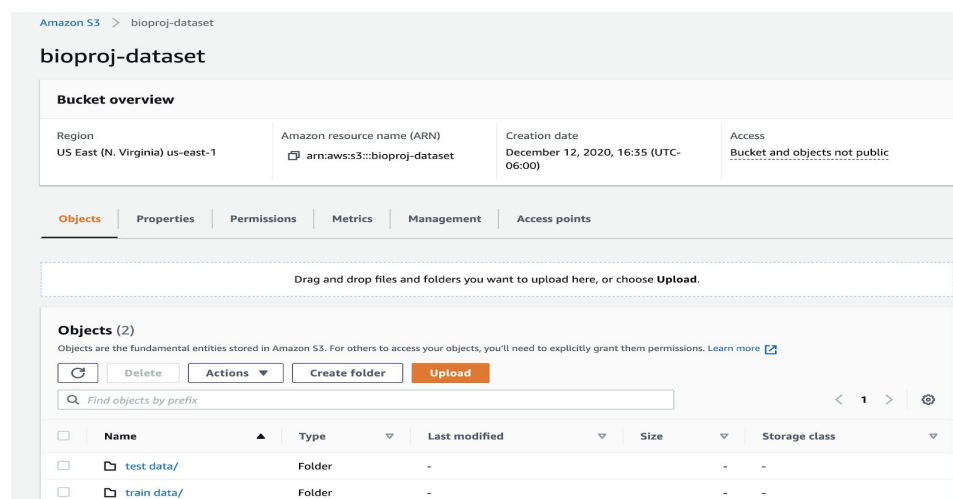 Amazon S3 > bioproj-dataset
bioproj-dataset
Bucket overview
Region
US East (N. Virginia) us-east-1
Amazon resource name (ARN)
arn:aws:s3:::bioproj-dataset
Creation date
December 12, 2020, 16:35 (UTC-
06:00)
Access
Bucket and objects not public
Objects Properties Permissions Metrics Management Access points
Drag and drop files and folders you want to upload here, or choose Upload.
Objects (2)
Objects are the fundamental entities stored in Amazon S3. For others to access your objects, you'll need to explicitly grant them permissions. Learn more
Delete Actions Create folder Upload
Find objects by prefix
< 1 >
Name Type Last modified Size Storage class
test data/ Folder - - -
train data/ Folder - - -